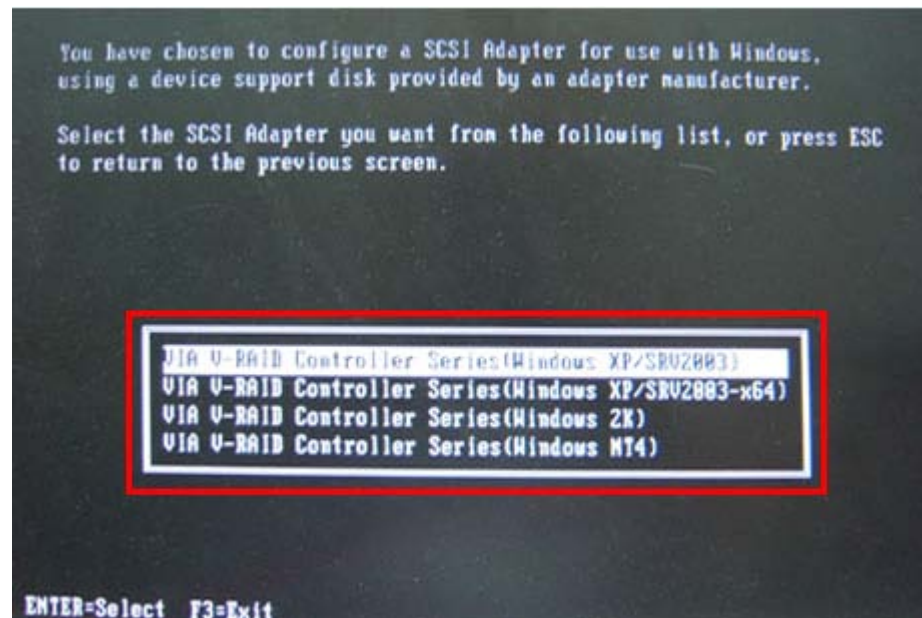 You have chosen to configure a SCSI Adapter for use with Windows,
using a device support disk provided by an adapter manufacturer.
Select the SCSI Adapter you want from the following list, or press ESC
to return to the previous screen.
VIA V-RAID Controller Series(Windows XP/SRV2003)
VIA V-RAID Controller Series(Windows XP/SRV2003-x64)
VIA V-RAID Controller Series(Windows 2K)
VIA V-RAID Controller Series(Windows NT4)
ENTER=Select F3=Exit